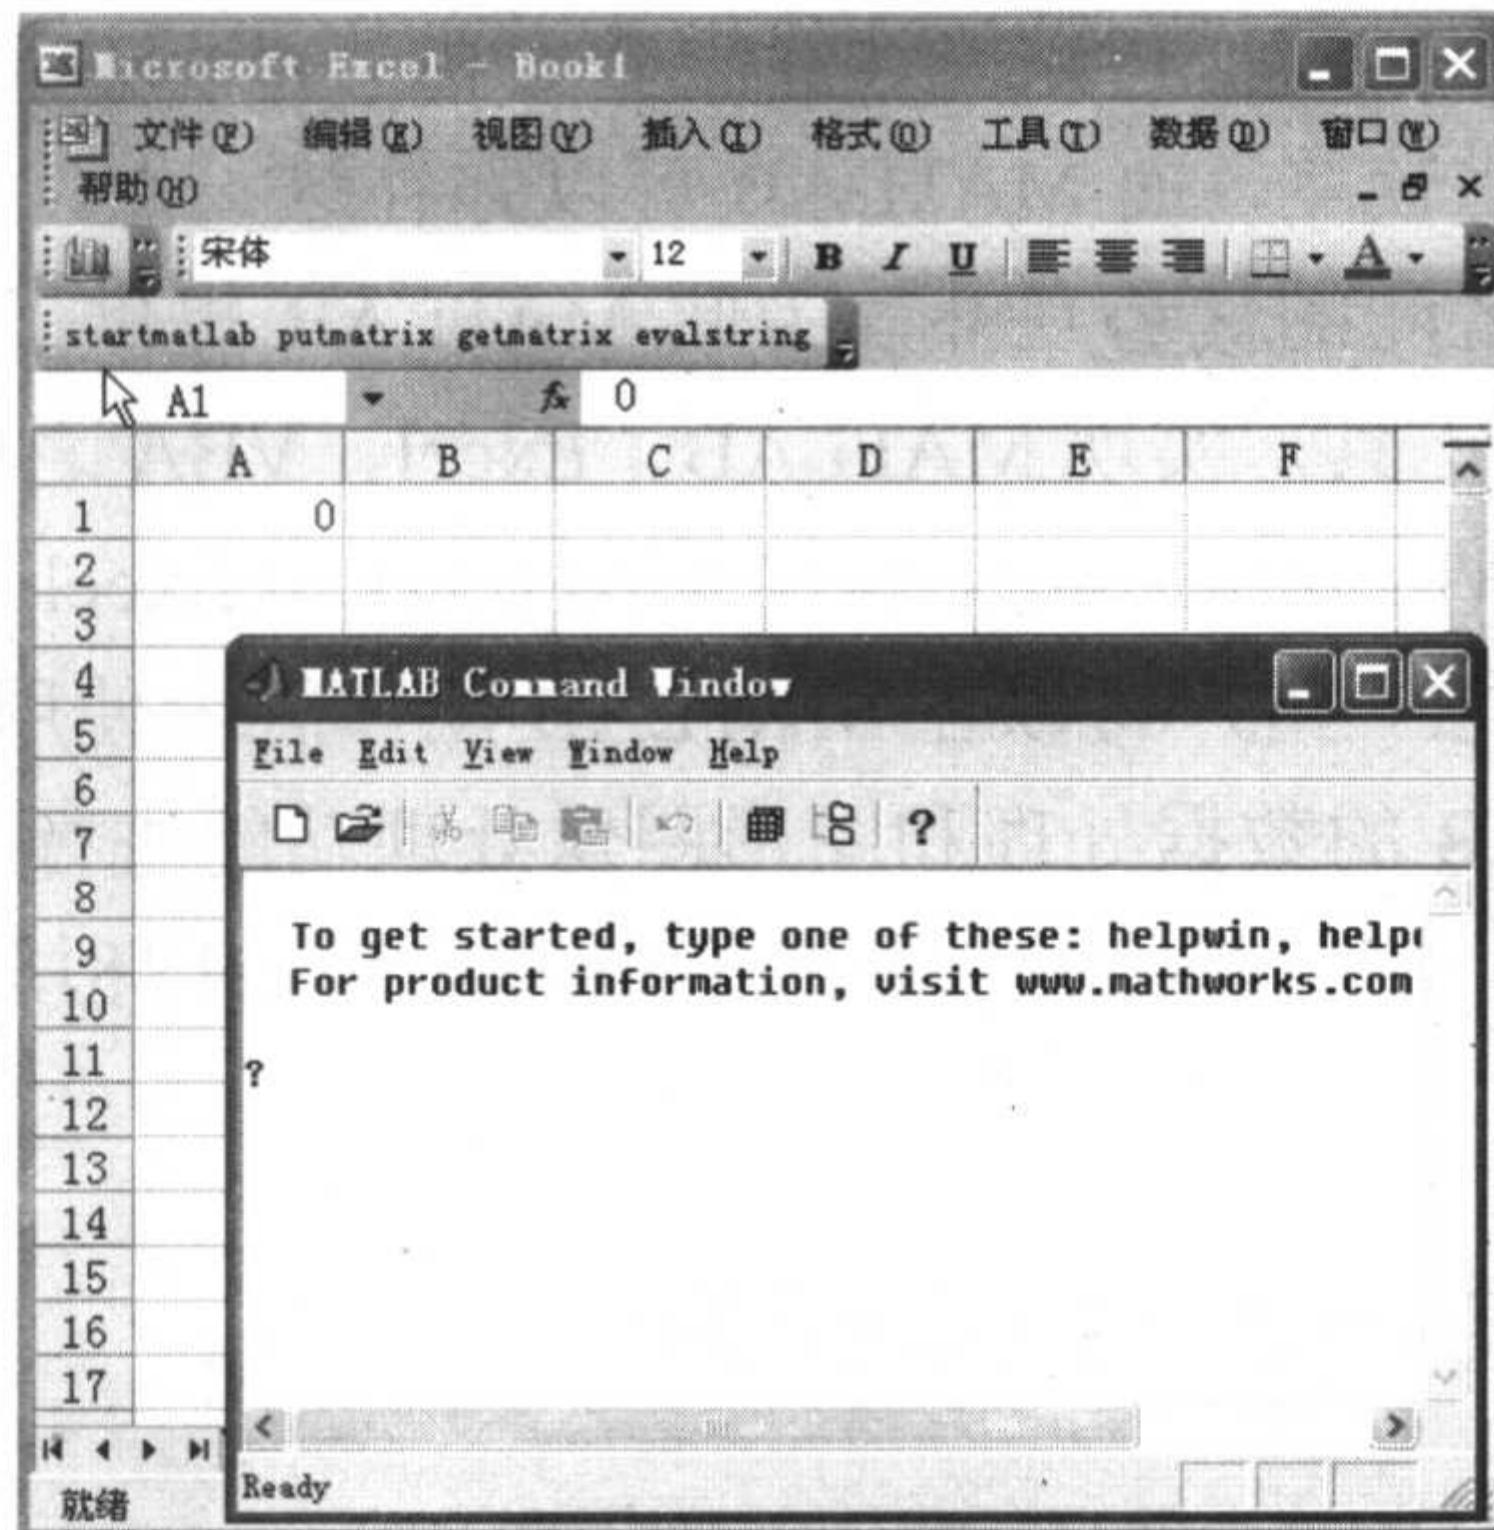 Microsoft Excel - Book1
文件(F) 编辑(E) 视图(V) 插入(I) 格式(O) 工具(T) 数据(D) 窗口(W)
帮助(H)
宋体 12 B I U A
startmatlab putmatrix getmatrix evalstring
A1 fx 0
A B C D E F
1 0
2
3
4
MATLAB Command Window
5
File Edit View Window Help
6
7
?
8
To get started, type one of these: helpwin,
9
For product information, visit www.mathworks.com
10
11
?
12
13
14
15
16
17
Ready
就绪